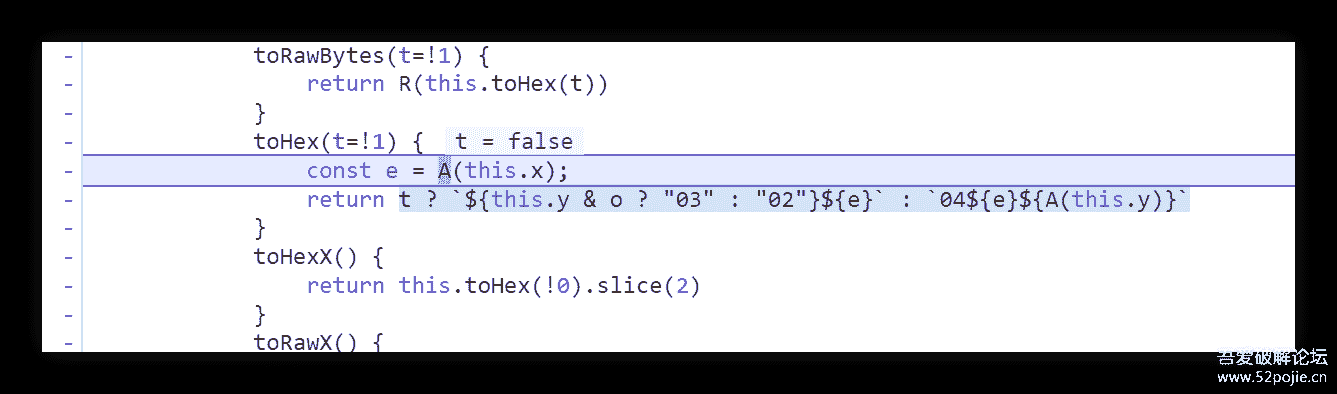 - toRawBytes(t=!1) {
- return R(this.toHex(t))
- }
- toHex(t=!1) { t = false
- const e = A(this.x);
- return t ? `${this.y & o ? "03" : "02"}${e}` : `04${e}${A(this.y)}`
- }
- toHexX() {
- return this.toHex(!0).slice(2)
- }
- toRawX() {
吾爱破解论坛
www.52pojie.cn